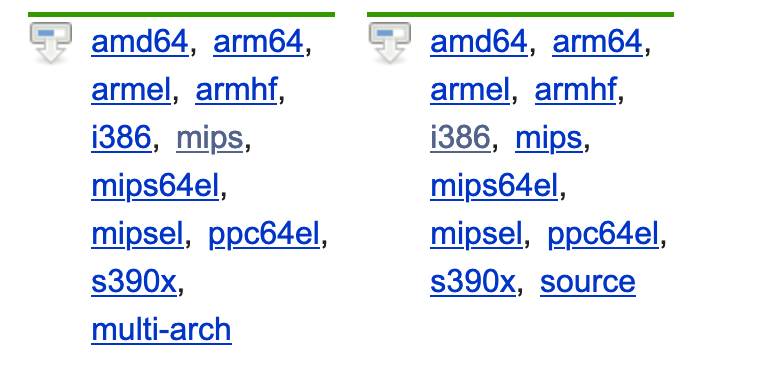 amd64, arm64,
armel, armhf,
i386, mips,
mips64el,
mipsel, ppc64el,
s390x,
multi-arch
amd64, arm64,
armel, armhf,
i386, mips,
mips64el,
mipsel, ppc64el,
s390x, source